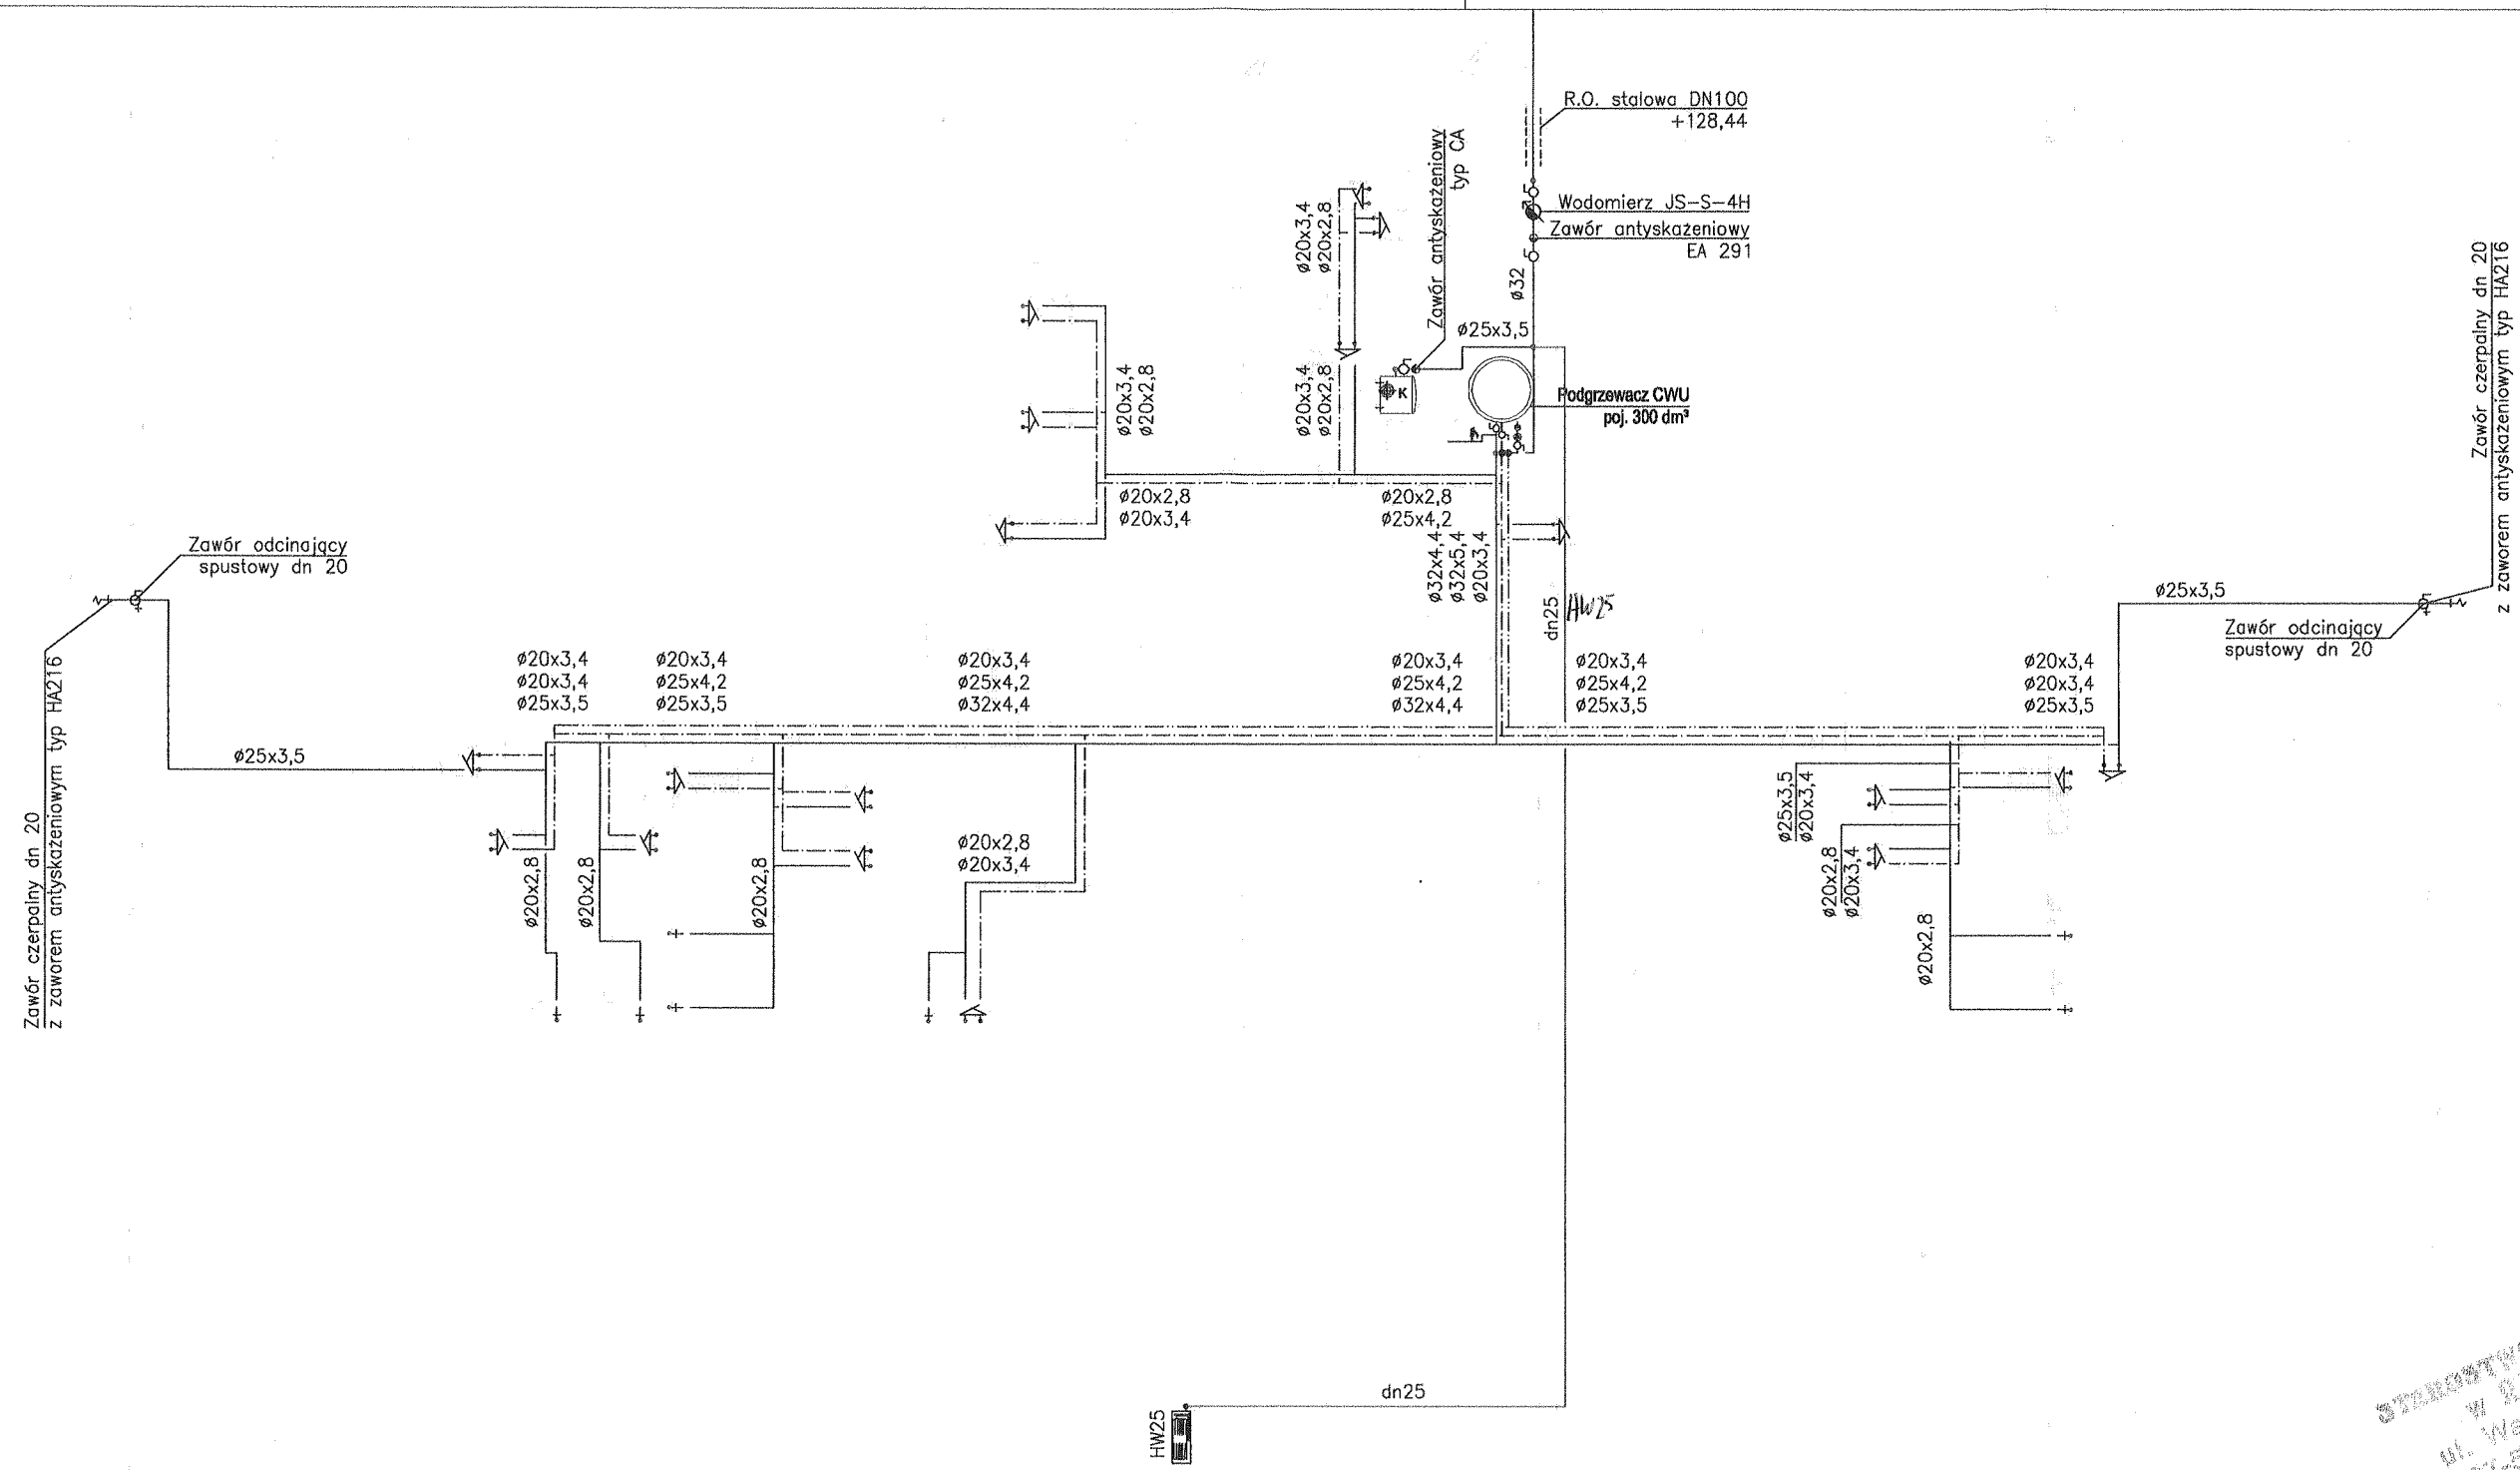 R.O. stalowa DN100
+128,44
Zawór antyskażeniowy
typ CA
Wodomierz JS-S-4H
Zawór antyskażeniowy
EA 291
ø20x3,4
ø20x2,8
ø32
ø25x3,5
ø20x3,4
ø20x2,8
ø20x3,4
ø20x2,8
K
Podgrzewacz CWU
poj. 300 dm³
Zawór czerpalny dn 20
z zaworem antyskażeniowym typ HA216
ø20x2,8
ø20x3,4
ø20x2,8
ø25x4,2
ø32x4,4
ø32x5,4
ø20x3,4
dn25
HW25
Zawór odcinający
spustowy dn 20
ø25x3,5
Zawór odcinający
spustowy dn 20
ø20x3,4
ø20x3,4
ø25x3,5
ø20x3,4
ø25x4,2
ø25x3,5
ø20x3,4
ø25x4,2
ø32x4,4
ø20x3,4
ø25x4,2
ø32x4,4
ø20x3,4
ø25x4,2
ø25x3,5
ø20x3,4
ø20x3,4
ø25x3,5
Zawór czerpalny dn 20
z zaworem antyskażeniowym typ HA216
ø25x3,5
ø20x2,8
ø20x2,8
ø20x2,8
ø20x2,8
ø20x3,4
ø25x3,5
ø20x3,4
ø20x2,8
ø20x3,4
ø20x2,8
dn25
HW25